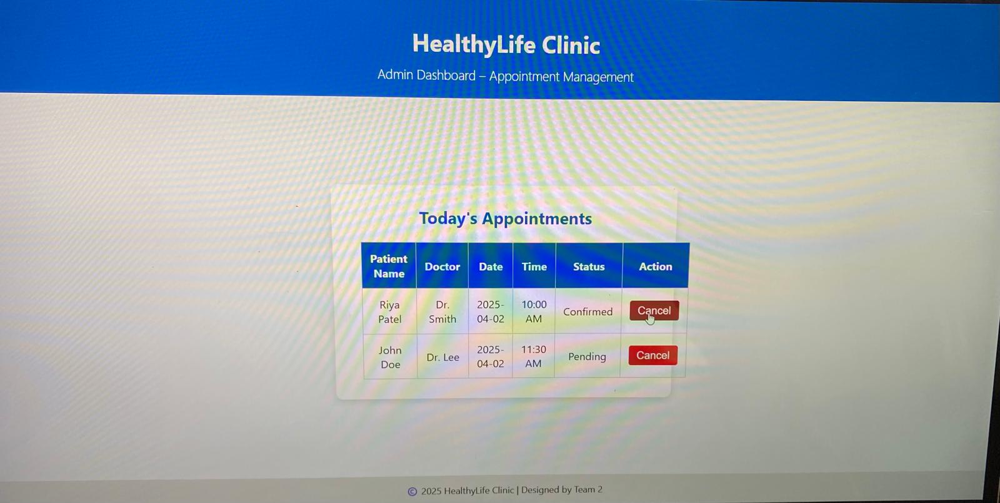 HealthyLife Clinic
Admin Dashboard – Appointment Management
Today's Appointments
Patient Name Doctor Date Time Status Action
Riya Patel Dr. Smith 2025-04-02 10:00 AM Confirmed Cancel
John Doe Dr. Lee 2025-04-02 11:30 AM Pending Cancel
© 2025 HealthyLife Clinic | Designed by Team 2